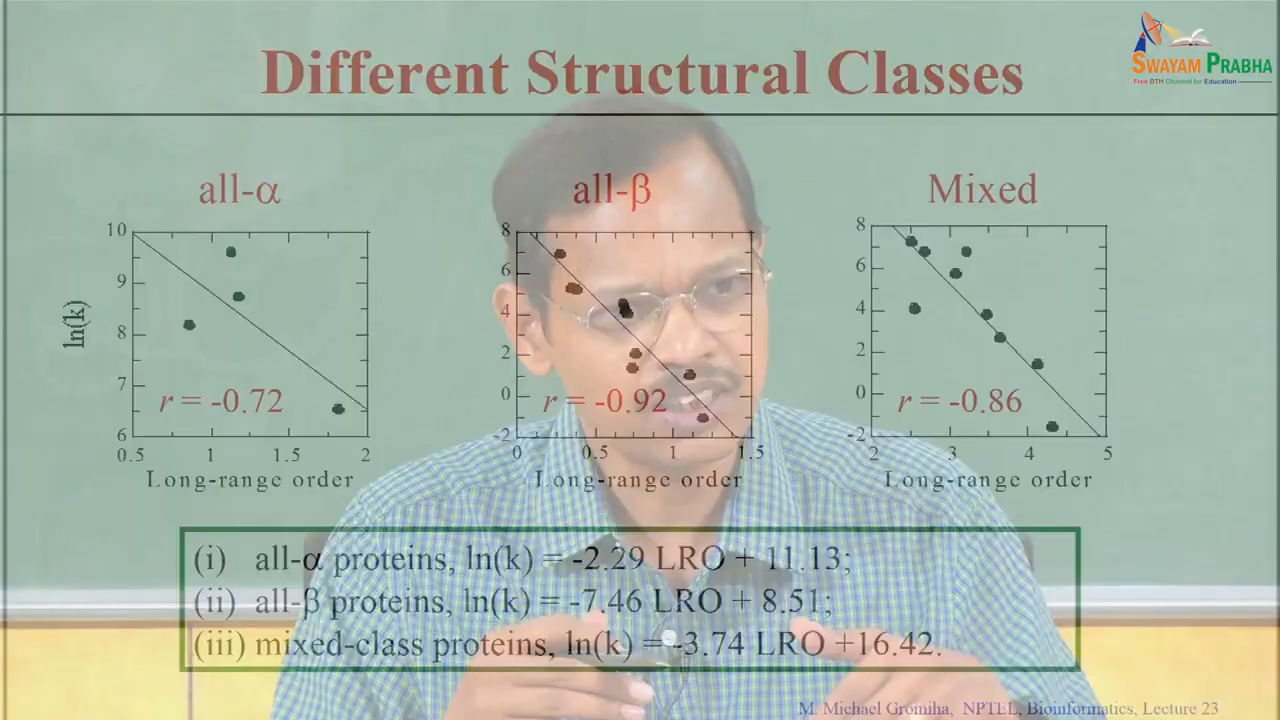 Different Structural Classes
SWAYAM PRABHA
Free DTH Channel for Education
all-α
all-β
Mixed
10
9
8
7
6
ln(k)
r = -0.72
0.5 1 1.5 2
Long-range order
8
6
4
2
0
-2
r = -0.92
0 0.5 1 1.5
Long-range order
8
6
4
2
0
-2
r = -0.86
2 3 4 5
Long-range order
(i) all-α proteins, ln(k) = -2.29 LRO + 11.13;
(ii) all-β proteins, ln(k) = -7.46 LRO + 8.51;
(iii) mixed-class proteins, ln(k) = -3.74 LRO +16.42.
M. Michael Gromiha, NPTEL, Bioinformatics, Lecture 23